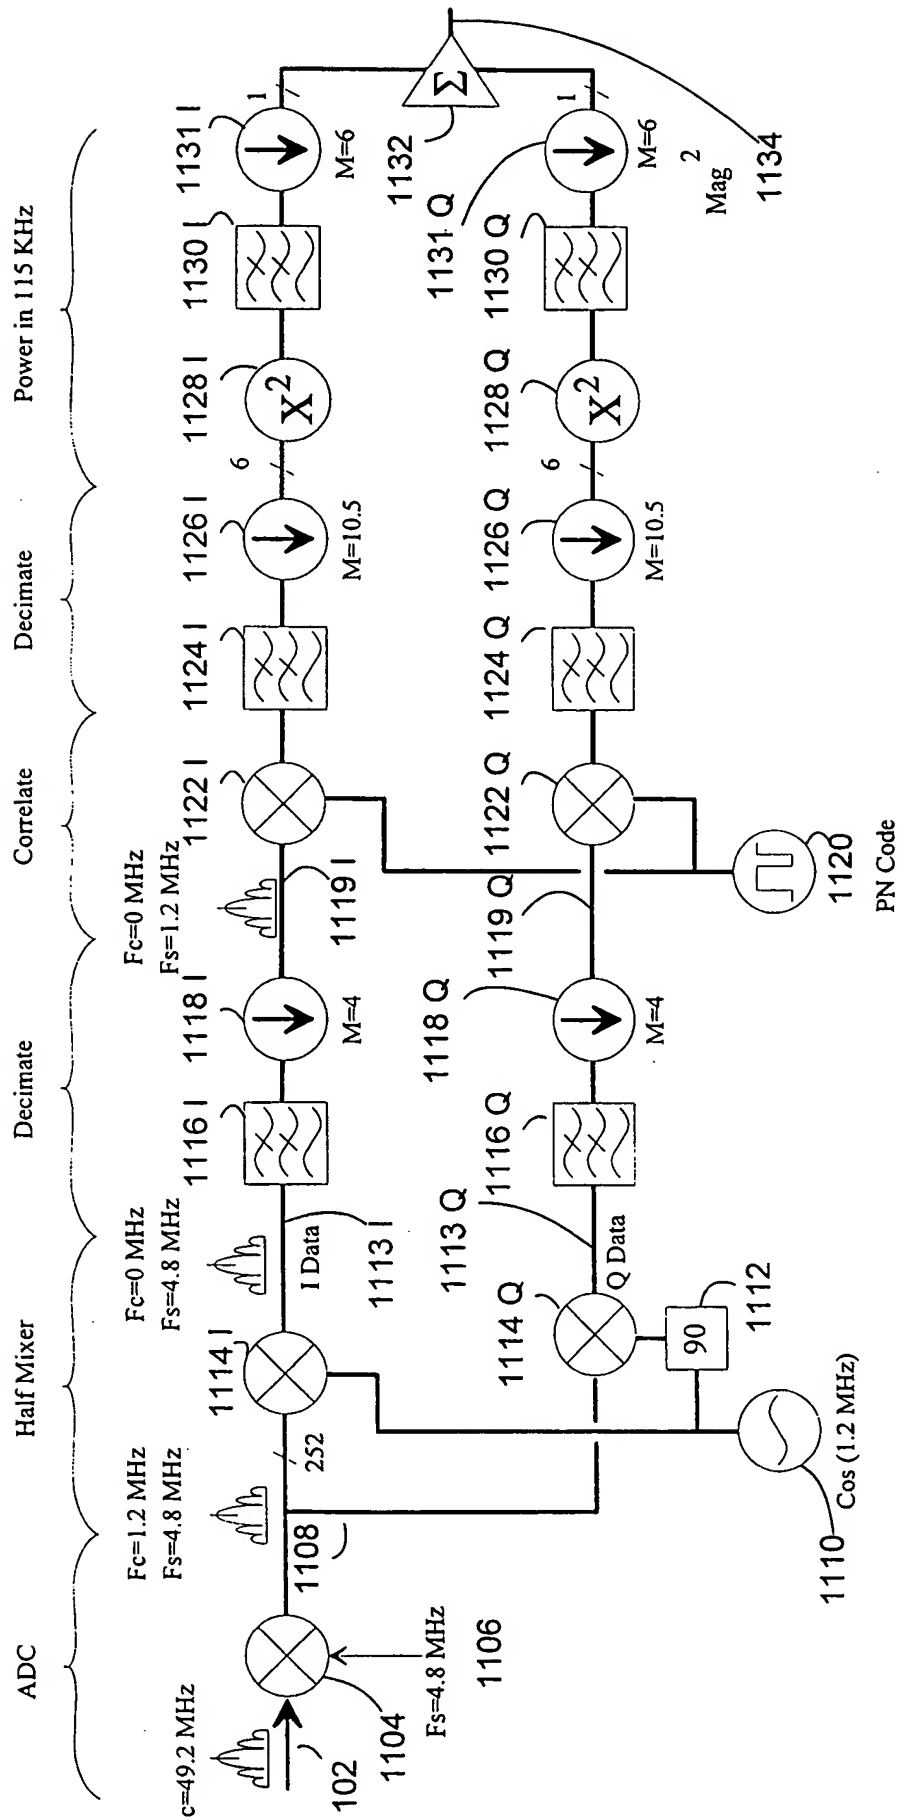 ADC
Half Mixer
Decimate
Correlate
Decimate
Power in 115 KHz
c=49.2 MHz
Fc=1.2 MHz
Fs=4.8 MHz
Fc=0 MHz
Fs=4.8 MHz
Fc=0 MHz
Fs=1.2 MHz
102
1104
Fs=4.8 MHz
1106
1108
252
1114 I
I Data
1113 I
1116 I
1118 I
M=4
1119 I
1122 I
1124 I
1126 I
M=10.5
6
1128 I
X2
1130 I
1131 I
M=6
1
1132
Σ
1110
Cos (1.2 MHz)
90
1112
1114 Q
Q Data
1113 Q
1116 Q
1118 Q
M=4
1119 Q
1120
PN Code
1122 Q
1124 Q
1126 Q
M=10.5
6
1128 Q
X2
1130 Q
1131 Q
M=6
1
2
Mag
1134